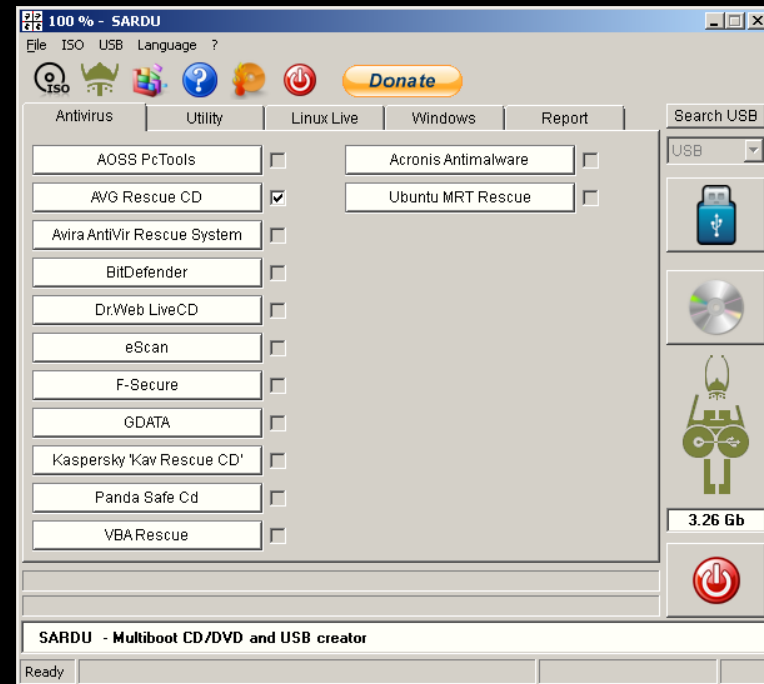 100 % - SARDU
File ISO USB Language ?
ISO Donate
Antivirus Utility Linux Live Windows Report Search USB
USB
AOSS PcTools Acronis Antimalware
AVG Rescue CD Ubuntu MRT Rescue
Avira AntiVir Rescue System
BitDefender
Dr.Web LiveCD
eScan
F-Secure
GDATA
Kaspersky 'Kav Rescue CD'
Panda Safe Cd
VBA Rescue
3.26 Gb
SARDU - Multiboot CD/DVD and USB creator
Ready